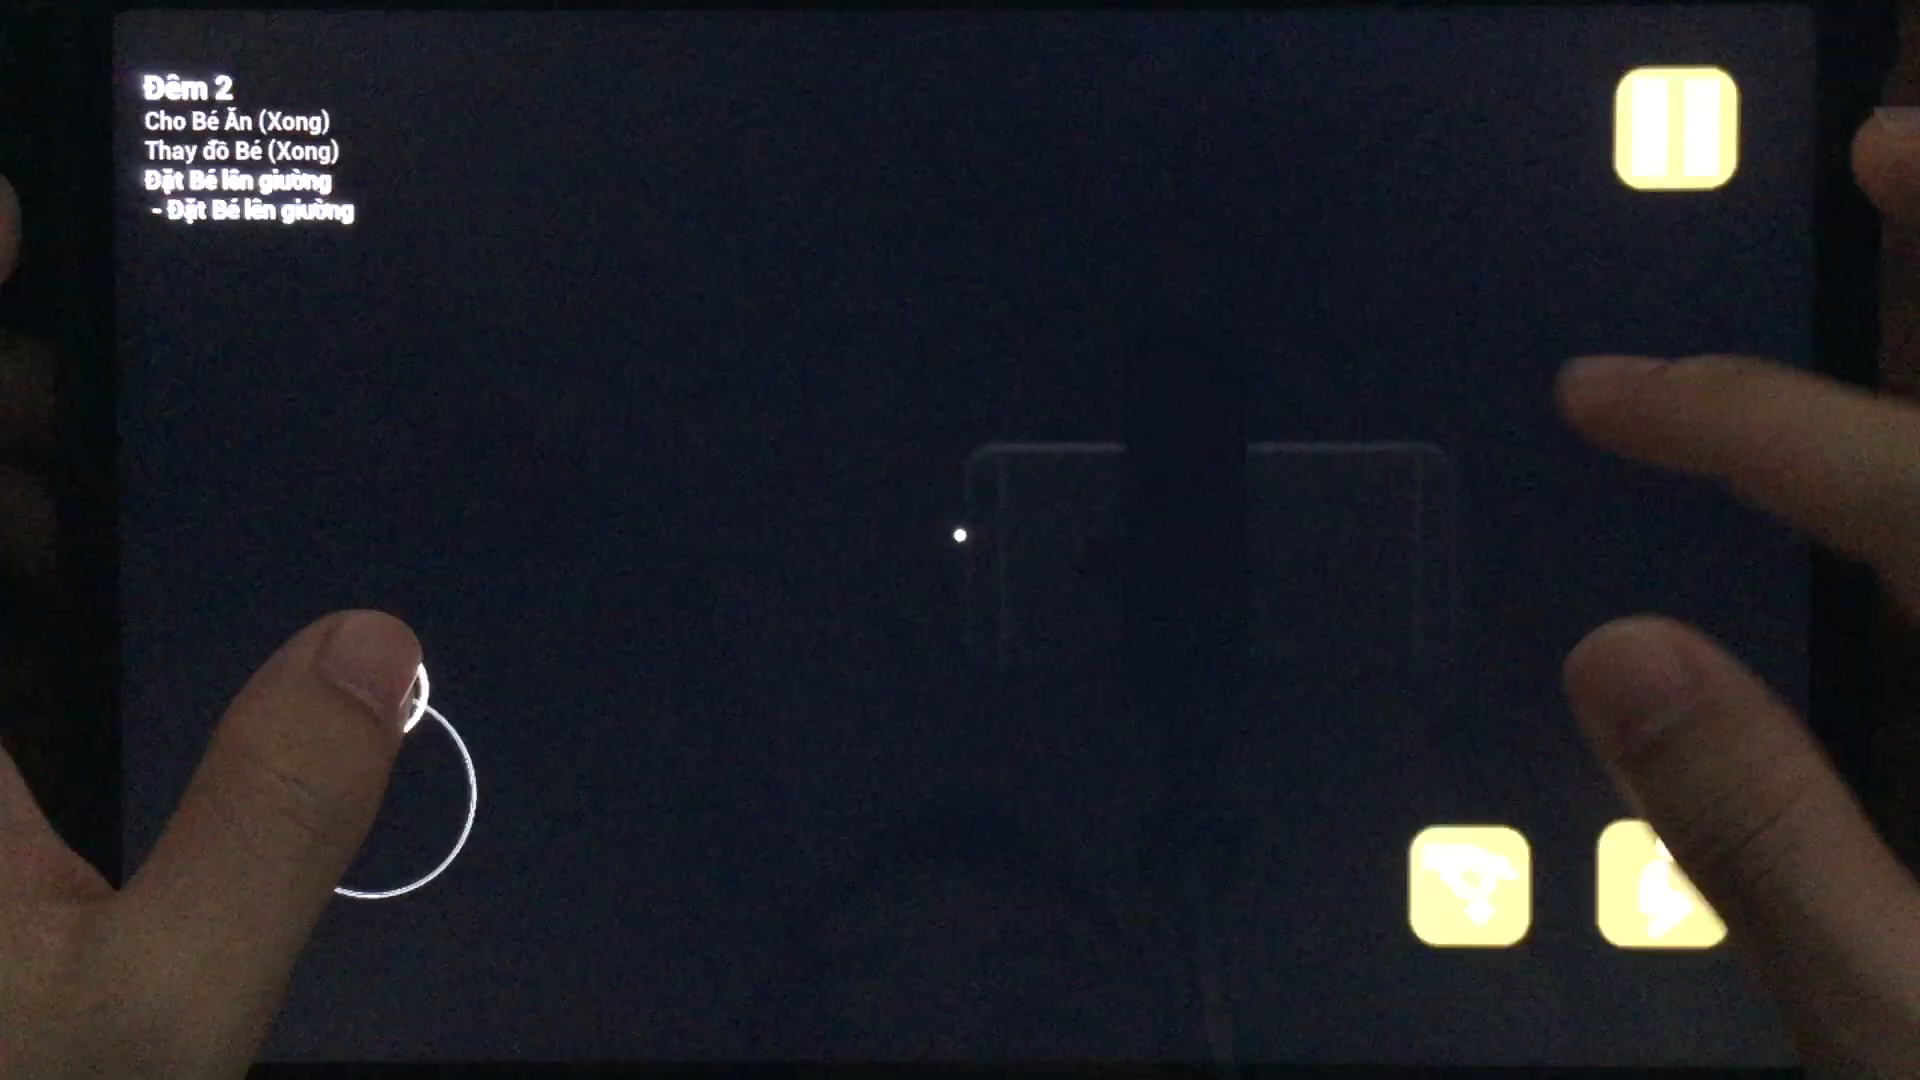 Đêm 2
Cho Bé Ăn (Xong)
Thay đồ Bé (Xong)
Đặt Bé lên giường
- Đặt Bé lên giường